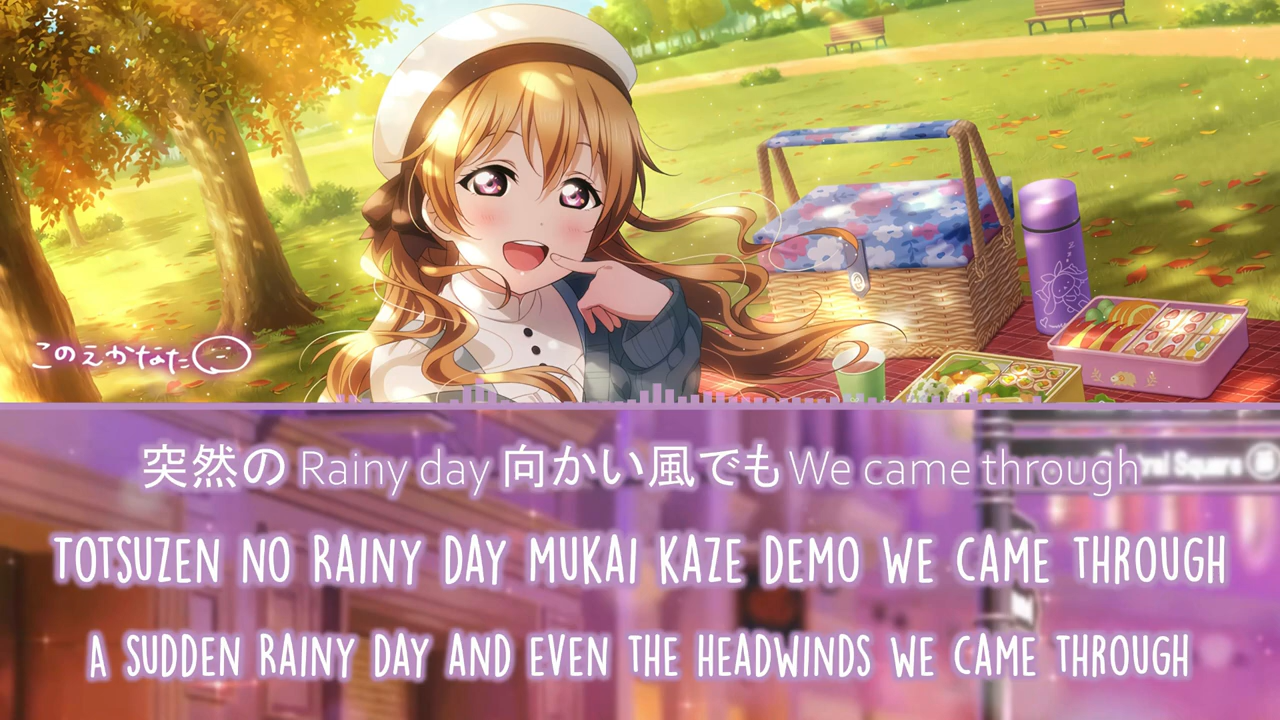 このえかなた
突然の Rainy day 向かい風でも We came through
TOTSUZEN NO RAINY DAY MUKAI KAZE DEMO WE CAME THROUGH
A SUDDEN RAINY DAY AND EVEN THE HEADWINDS WE CAME THROUGH